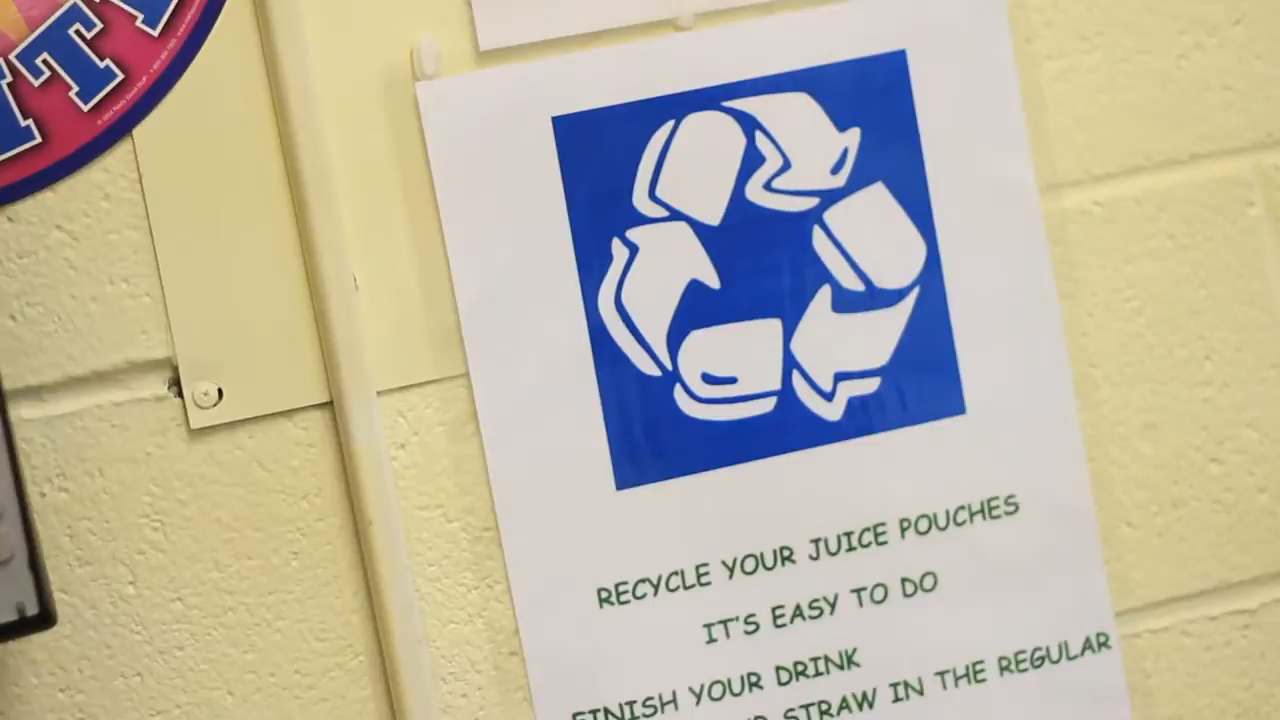 RECYCLE YOUR JUICE POUCHES
IT'S EASY TO DO
FINISH YOUR DRINK
STRAW IN THE REGULAR